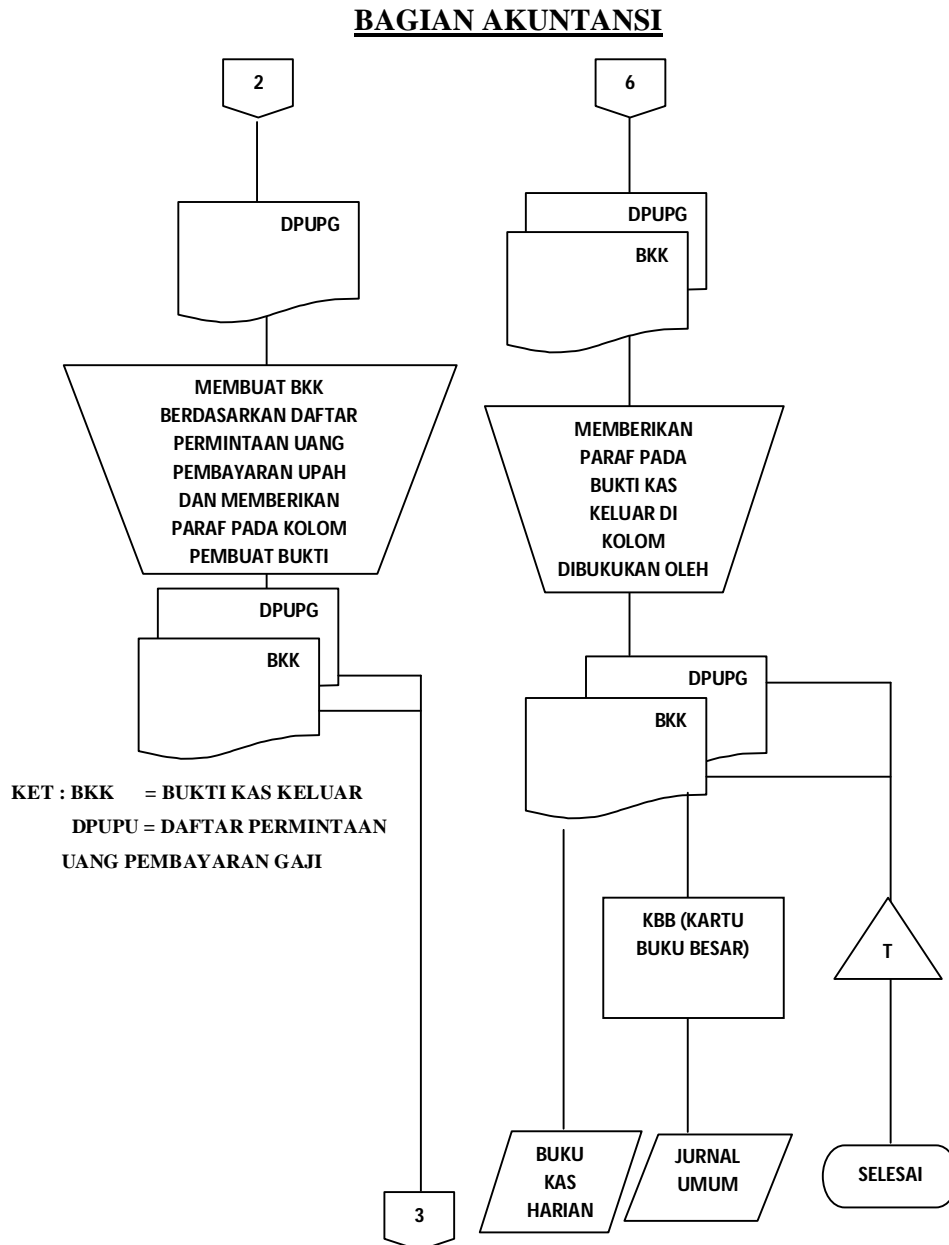 BAGIAN AKUNTANSI
2
DPUPG
MEMBUAT BKK
BERDASARKAN DAFTAR
PERMINTAAN UANG
PEMBAYARAN UPAH
DAN MEMBERIKAN
PARAF PADA KOLOM
PEMBUAT BUKTI
DPUPG
BKK
KET : BKK = BUKTI KAS KELUAR
DPUPU = DAFTAR PERMINTAAN
UANG PEMBAYARAN GAJI
3
6
DPUPG
BKK
MEMBERIKAN
PARAF PADA
BUKTI KAS
KELUAR DI
KOLOM
DIBUKUKAN OLEH
DPUPG
BKK
KBB (KARTU
BUKU BESAR)
T
BUKU
KAS
HARIAN
JURNAL
UMUM
SELESAI